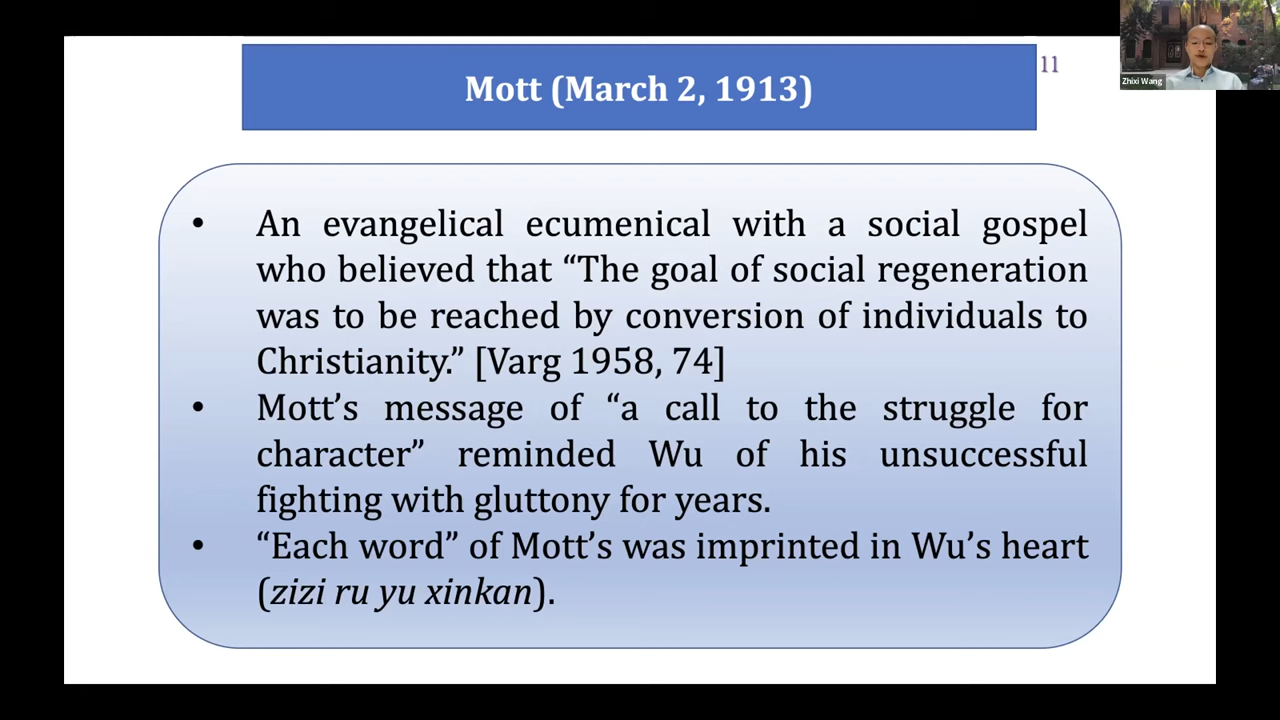 Mott (March 2, 1913)
11
Zhixi Wang
• An evangelical ecumenical with a social gospel
who believed that “The goal of social regeneration
was to be reached by conversion of individuals to
Christianity.” [Varg 1958, 74]
• Mott’s message of “a call to the struggle for
character” reminded Wu of his unsuccessful
fighting with gluttony for years.
• “Each word” of Mott’s was imprinted in Wu’s heart
(zizi ru yu xinkan).